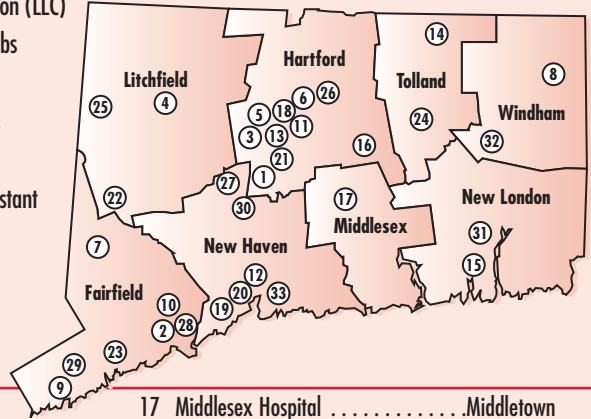 on (LLC)
bs
stant
Litchfield
Hartford
Tolland
Windham
14
8
25
4
5
18
6
26
3
13
11
24
32
21
16
27
1
22
30
17
Middlesex
New London
7
New Haven
31
12
15
Fairfield
10
20
33
19
2
28
29
23
9
17 Middlesex Hospital . . . . . . . . . . . . .Middletown